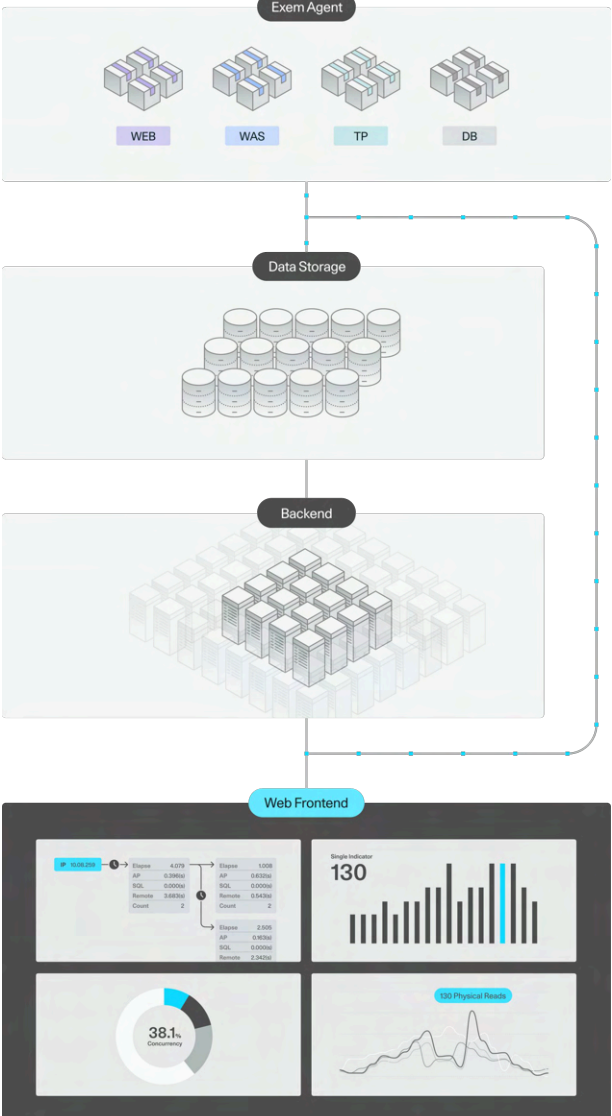 Exem Agent
WEB
WAS
TP
DB
Data Storage
Backend
Web Frontend
IP 10.08.259
Elapse 4.079
AP 0.396(s)
SQL 0.000(s)
Remote 3.683(s)
Count 2
Elapse 1.008
AP 0.632(s)
SQL 0.000(s)
Remote 0.543(s)
Count 2
Elapse 2.505
AP 0.163(s)
SQL 0.000(s)
Remote 2.342(s)
Single Indicator
130
38.1%
Concurrency
130 Physical Reads